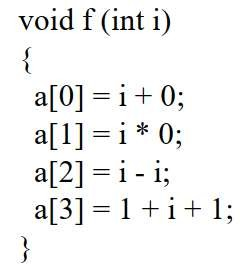 void f (int i)
{
a[0] = i + 0;
a[1] = i * 0;
a[2] = i - i;
a[3] = 1 + i + 1;
}